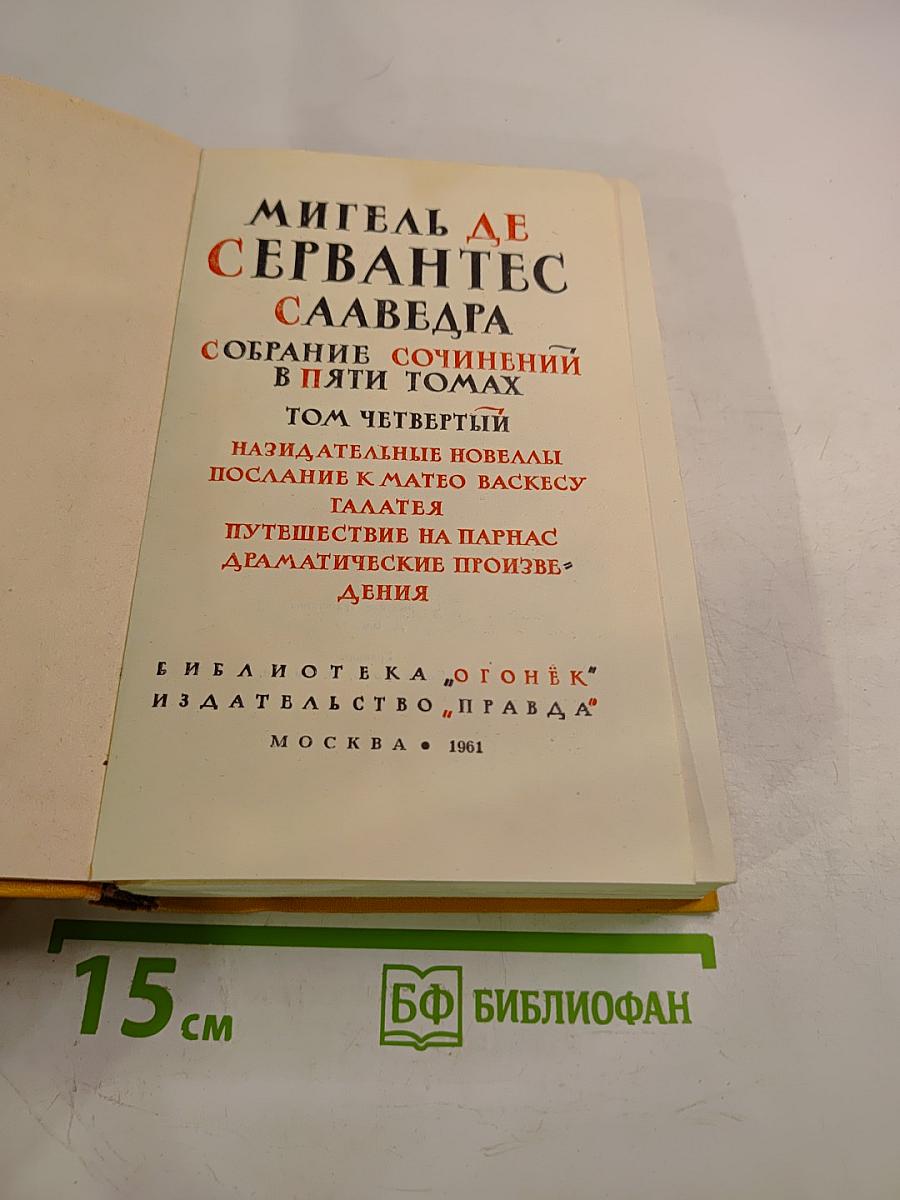 МИГЕЛЬ ДЕ
СЕРВАНТЕС
СААВЕДРА
СОБРАНИЕ СОЧИНЕНИЙ
В ПЯТИ ТОМАХ
ТОМ ЧЕТВЕРТЫЙ
НАЗИДАТЕЛЬНЫЕ НОВЕЛЛЫ
ПОСЛАНИЕ К МАТЕО ВАСКЕСУ
ГАЛАТЕЯ
ПУТЕШЕСТВИЕ НА ПАРНАС
ДРАМАТИЧЕСКИЕ ПРОИЗВЕ-
ДЕНИЯ
БИБЛИОТЕКА „ОГОНЁК"
ИЗДАТЕЛЬСТВО „ПРАВДА"
МОСКВА • 1961
15 см
БФ БИБЛИОФАН